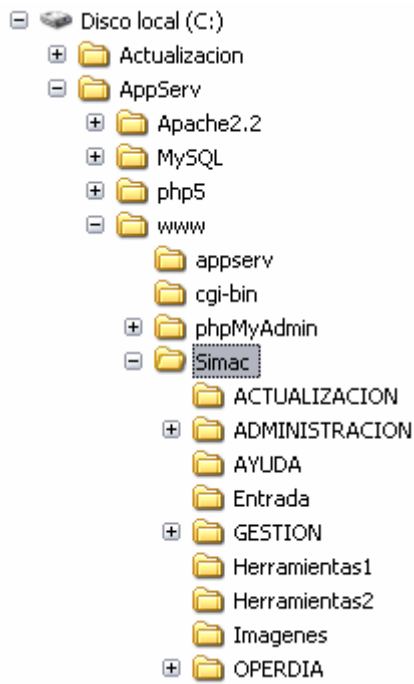 Disco local (C:)
Actualizacion
AppServ
Apache2.2
MySQL
php5
www
appserv
cgi-bin
phpMyAdmin
Simac
ACTUALIZACION
ADMINISTRACION
AYUDA
Entrada
GESTION
Herramientas1
Herramientas2
Imagenes
OPERDIA